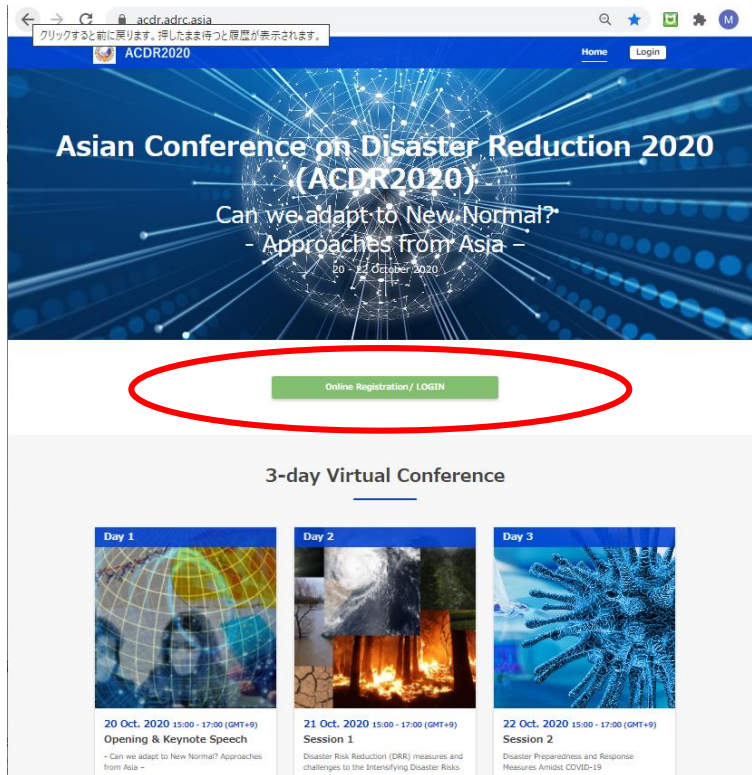 acdr.adrc.asia
M
クリックすると前に戻ります。押したまま待つと履歴が表示されます。
ACDR2020
Home
Login
Asian Conference on Disaster Reduction 2020
(ACDR2020)
Can we adapt to New Normal?
- Approaches from Asia –
20 - 22 October 2020
Online Registration/ LOGIN
3-day Virtual Conference
Day 1
20 Oct. 2020 15:00 - 17:00 (GMT+9)
Opening & Keynote Speech
- Can we adapt to New Normal? Approaches
from Asia –
Day 2
21 Oct. 2020 15:00 - 17:00 (GMT+9)
Session 1
Disaster Risk Reduction (DRR) measures and
challenges to the Intensifying Disaster Risks
Day 3
22 Oct. 2020 15:00 - 17:00 (GMT+9)
Session 2
Disaster Preparedness and Response
Measures Amidst COVID-19